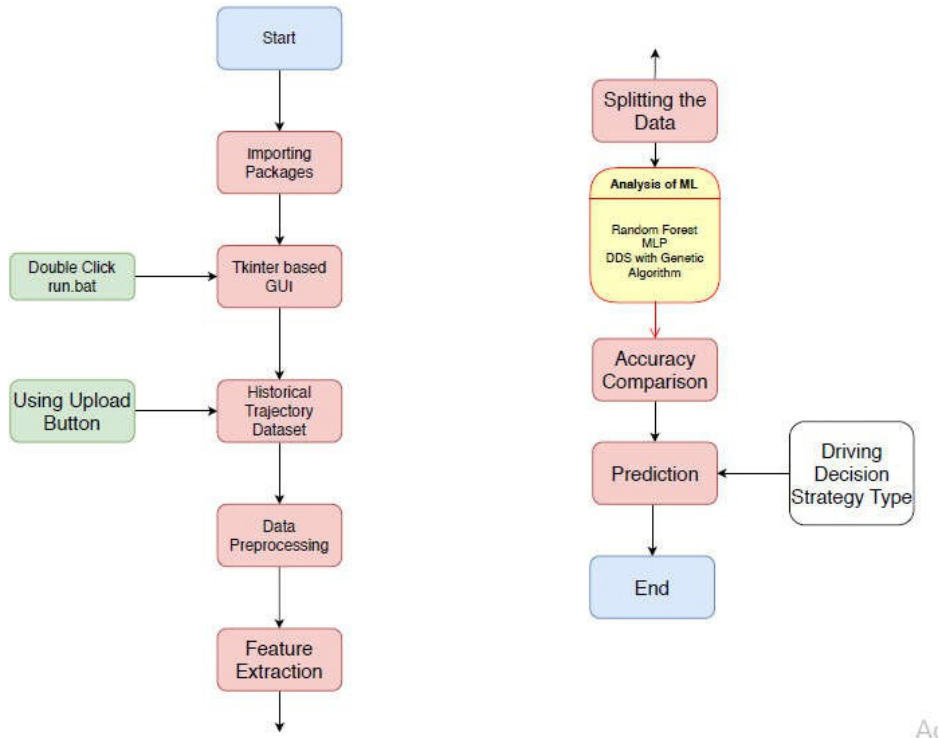 Start
Importing
Packages
Double Click
run.bat
Tkinter based
GUI
Using Upload
Button
Historical
Trajectory
Dataset
Data
Preprocessing
Feature
Extraction
Splitting the
Data
Analysis of ML
Random Forest
MLP
DDS with Genetic
Algorithm
Accuracy
Comparison
Prediction
Driving
Decision
Strategy Type
End